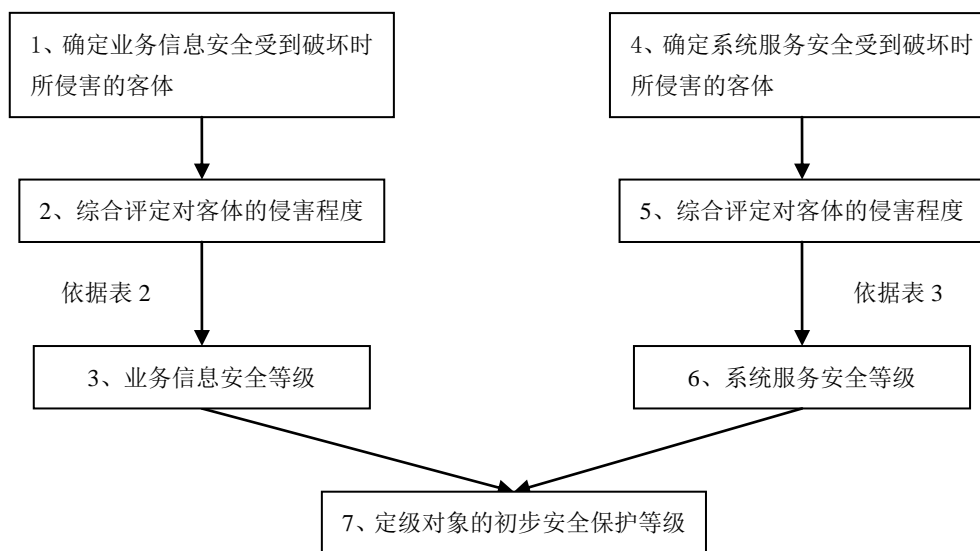 1、确定业务信息安全受到破坏时
所侵害的客体
4、确定系统服务安全受到破坏时
所侵害的客体
2、综合评定对客体的侵害程度
5、综合评定对客体的侵害程度
依据表 2
依据表 3
3、业务信息安全等级
6、系统服务安全等级
7、定级对象的初步安全保护等级